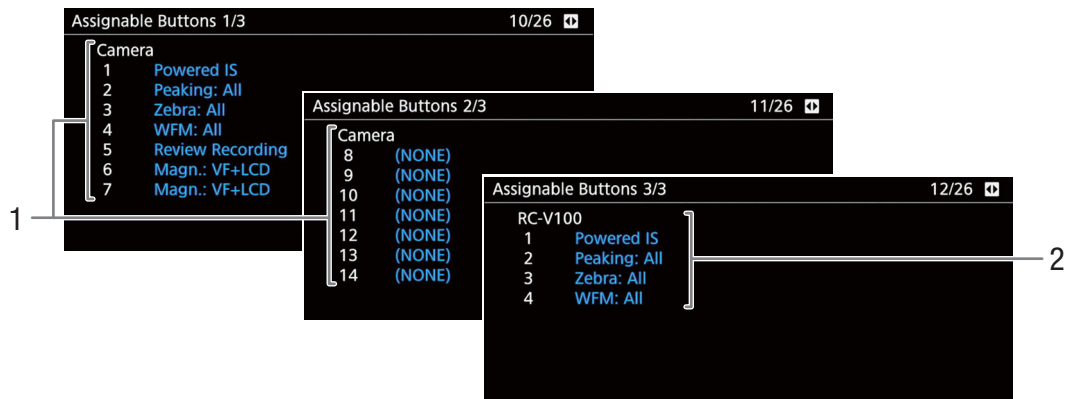 Assignable Buttons 1/3 10/26
Camera
1 Powered IS
2 Peaking: All
3 Zebra: All
4 WFM: All
5 Review Recording
6 Magn.: VF+LCD
7 Magn.: VF+LCD
1
Assignable Buttons 2/3 11/26
Camera
8 (NONE)
9 (NONE)
10 (NONE)
11 (NONE)
12 (NONE)
13 (NONE)
14 (NONE)
Assignable Buttons 3/3 12/26
RC-V100
1 Powered IS
2 Peaking: All
3 Zebra: All
4 WFM: All
2